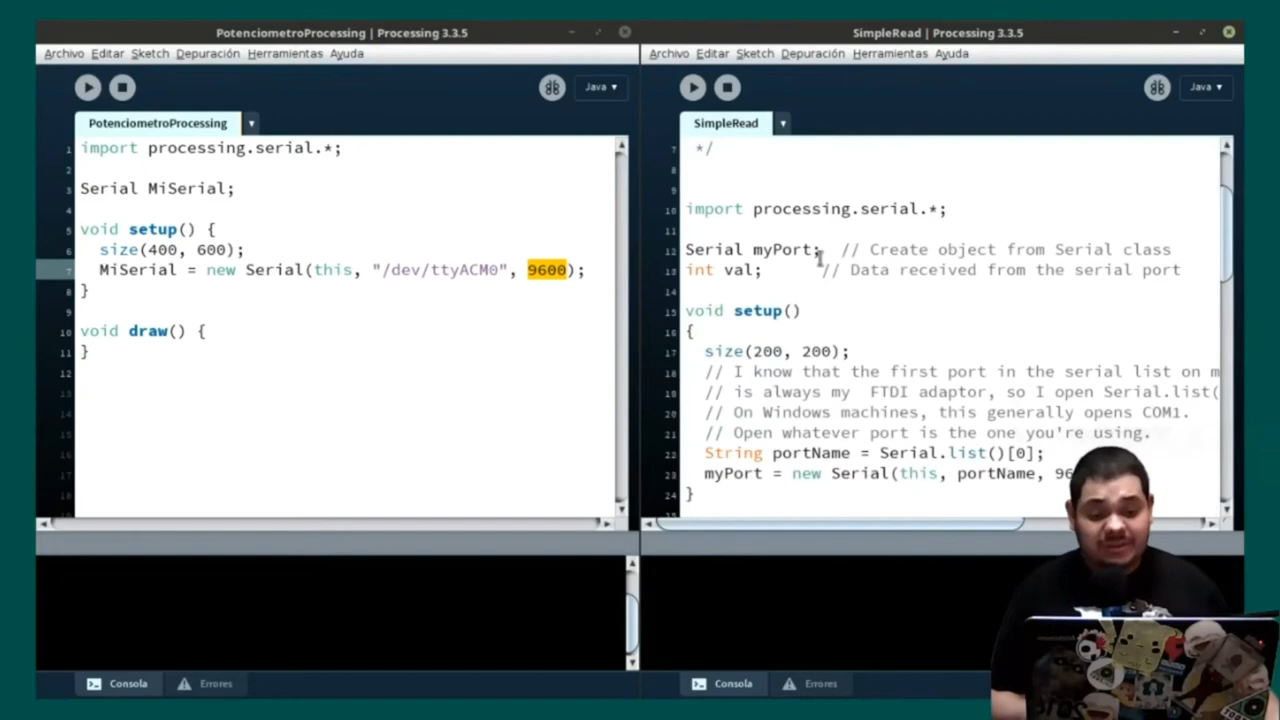 PotenciometroProcessing | Processing 3.3.5
Archivo Editar Sketch Depuración Herramientas Ayuda
Java ▾
PotenciometroProcessing
1 import processing.serial.*;
2
3 Serial MiSerial;
4
5 void setup() {
6 size(400, 600);
7 MiSerial = new Serial(this, "/dev/ttyACM0", 9600);
8 }
9
10 void draw() {
11 }
12
13
14
15
16
17
18
Consola
Errores
SimpleRead | Processing 3.3.5
Archivo Editar Sketch Depuración Herramientas Ayuda
Java ▾
SimpleRead
7 */
8
9
10 import processing.serial.*;
11
12 Serial myPort; // Create object from Serial class
13 int val; // Data received from the serial port
14
15 void setup()
16 {
17 size(200, 200);
18 // I know that the first port in the serial list on m
19 // is always my FTDI adaptor, so I open Serial.list(
20 // On Windows machines, this generally opens COM1.
21 // Open whatever port is the one you're using.
22 String portName = Serial.list()[0];
23 myPort = new Serial(this, portName, 96
24 }
Consola
Errores